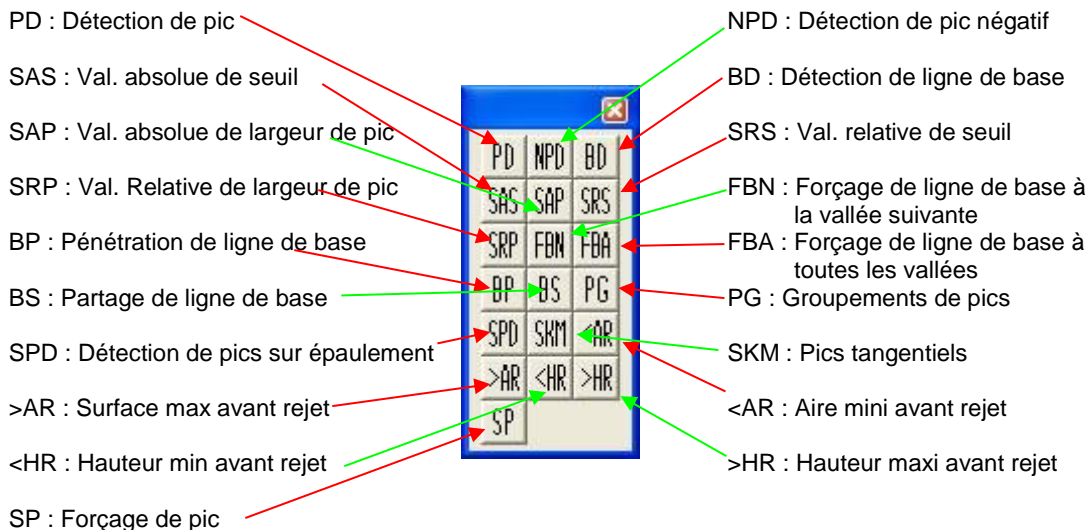 PD : Détection de pic
SAS : Val. absolue de seuil
SAP : Val. absolue de largeur de pic
SRP : Val. Relative de largeur de pic
BP : Pénétration de ligne de base
BS : Partage de ligne de base
SPD : Détection de pics sur épaulement
>AR : Surface max avant rejet
<HR : Hauteur min avant rejet
SP : Forçage de pic
PD NPD BD
SAS SAP SRS
SRP FBN FBA
BP BS PG
SPD SKM <AR
>AR <HR >HR
SP
NPD : Détection de pic négatif
BD : Détection de ligne de base
SRS : Val. relative de seuil
FBN : Forçage de ligne de base à
la vallée suivante
FBA : Forçage de ligne de base à
toutes les vallées
PG : Groupements de pics
SKM : Pics tangentiels
<AR : Aire mini avant rejet
>HR : Hauteur maxi avant rejet